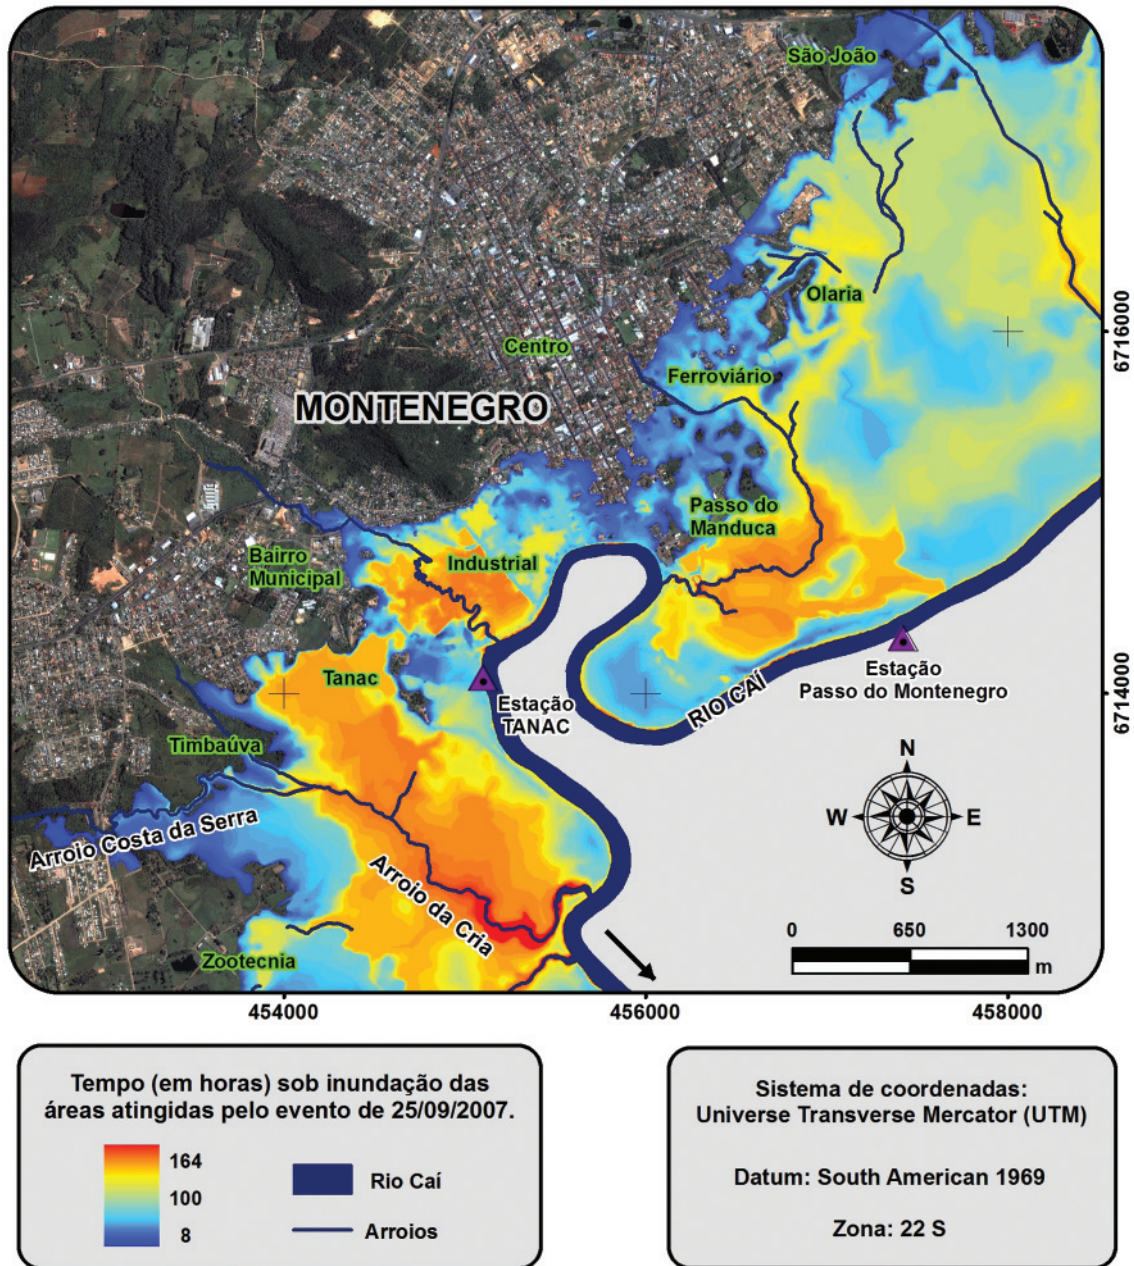 São João
Olaria
Centro
Ferroviário
MONTENEGRO
Passo do
Manduca
Bairro
Municipal
Industrial
Tanac
Estação
TANAC
RIO CAÍ
Estação
Passo do Montenegro
Timbaúva
Arroio Costa da Serra
Arroio da Cria
Zootecnia
N
W
E
S
0 650 1300
m
6716000
6714000
454000 456000 458000
Tempo (em horas) sob inundação das
áreas atingidas pelo evento de 25/09/2007.
164
100
8
Rio Caí
Arroios
Sistema de coordenadas:
Universe Transverse Mercator (UTM)
Datum: South American 1969
Zona: 22 S